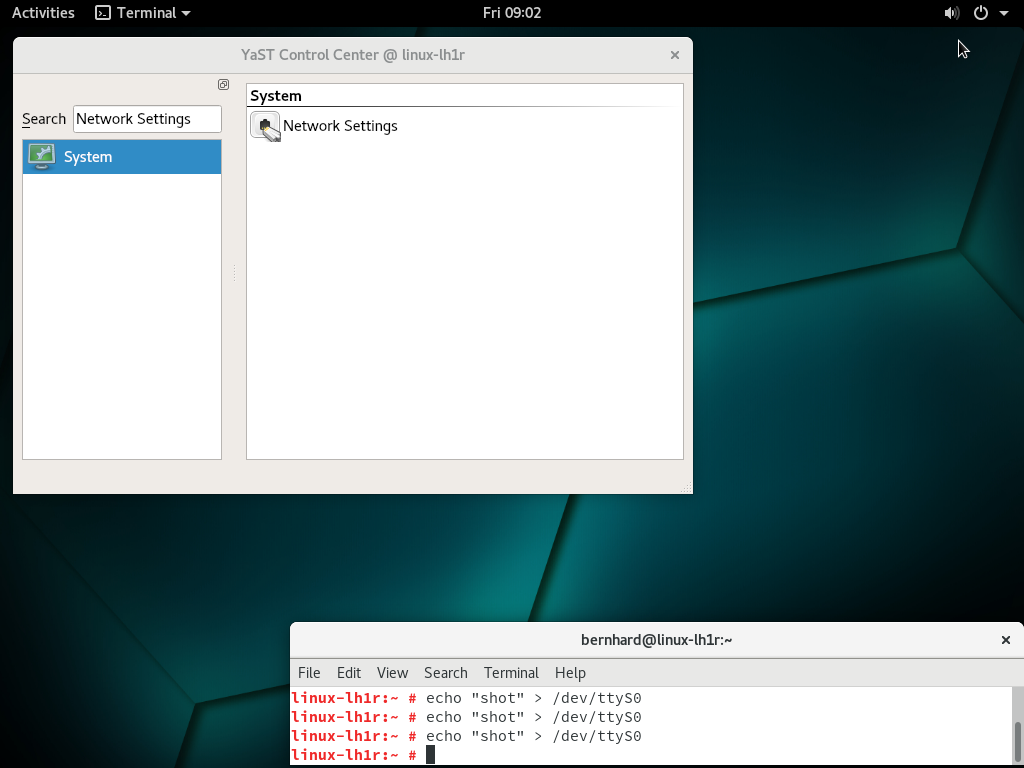 Activities Terminal Fri 09:02
YaST Control Center @ linux-lh1r
Search Network Settings
System
System
Network Settings
bernhard@linux-lh1r:~
File Edit View Search Terminal Help
linux-lh1r:~ # echo "shot" > /dev/ttyS0
linux-lh1r:~ # echo "shot" > /dev/ttyS0
linux-lh1r:~ # echo "shot" > /dev/ttyS0
linux-lh1r:~ #